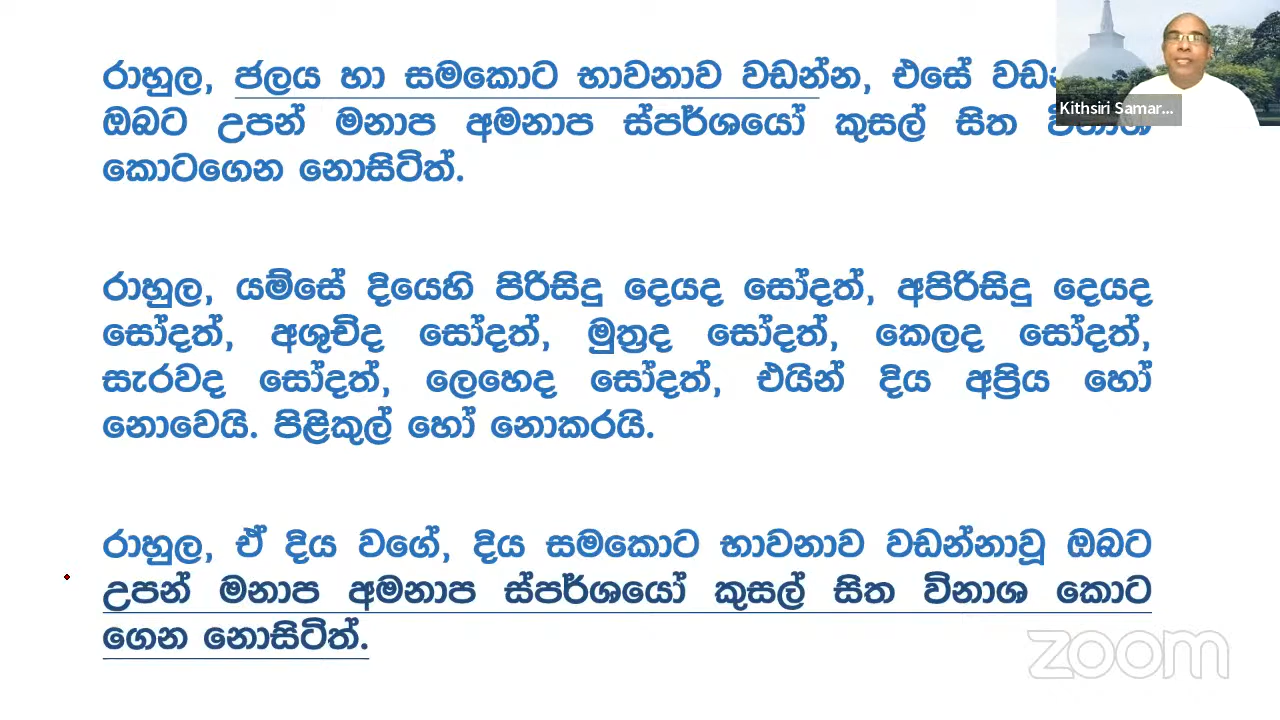 රාහුල, ජලය හා සමකොට භාවනාව වඩන්න, එසේ
ඔබට උපන් මනාප අමනාප ස්පර්ශයෝ කුසල් සිත
කොටගෙන නොසිටිත්.
රාහුල, යම්සේ දියෙහි පිරිසිදු දෙයද සෝදත්, අපිරිසිදු දෙයද
සෝදත්, අශුචිද සෝදත්, මුත්‍රද සෝදත්, කෙලද සෝදත්,
සැරවද සෝදත්, ලෙහෙද සෝදත්, එයින් දිය අප්‍රිය හෝ
නොවෙයි. පිළිකුල් හෝ නොකරයි.
රාහුල, ඒ දිය වගේ, දිය සමකොට භාවනාව වඩන්නාවූ ඔබට
උපන් මනාප අමනාප ස්පර්ශයෝ කුසල් සිත විනාශ කොට
ගෙන නොසිටිත්.
Kithsiri Samar...
zoom